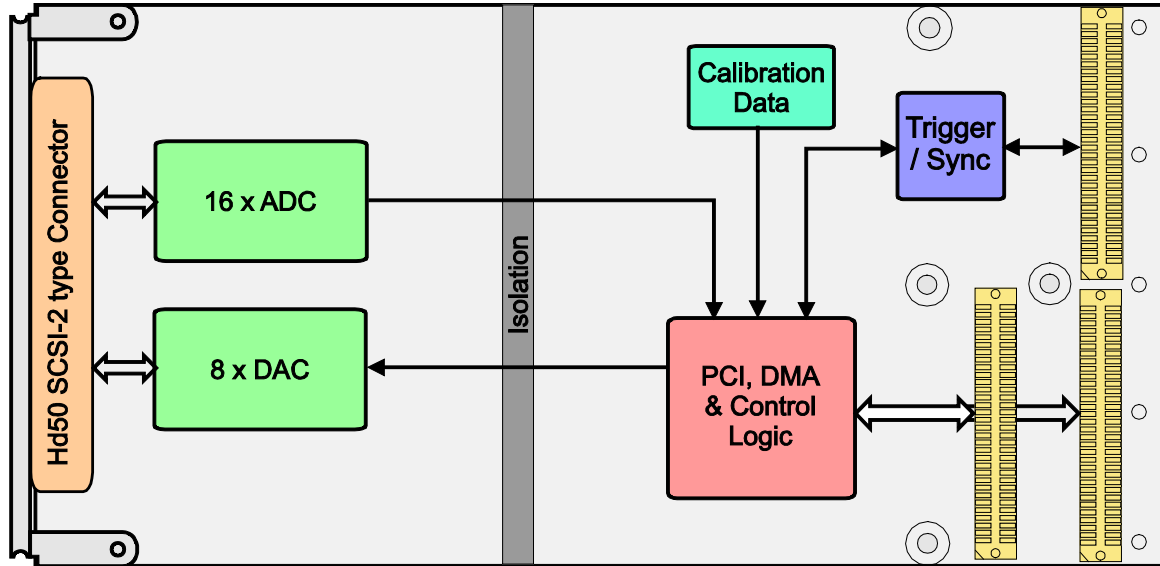 Hd50 SCSI-2 type Connector
16 x ADC
8 x DAC
Isolation
Calibration
Data
Trigger
/ Sync
PCI, DMA
& Control
Logic